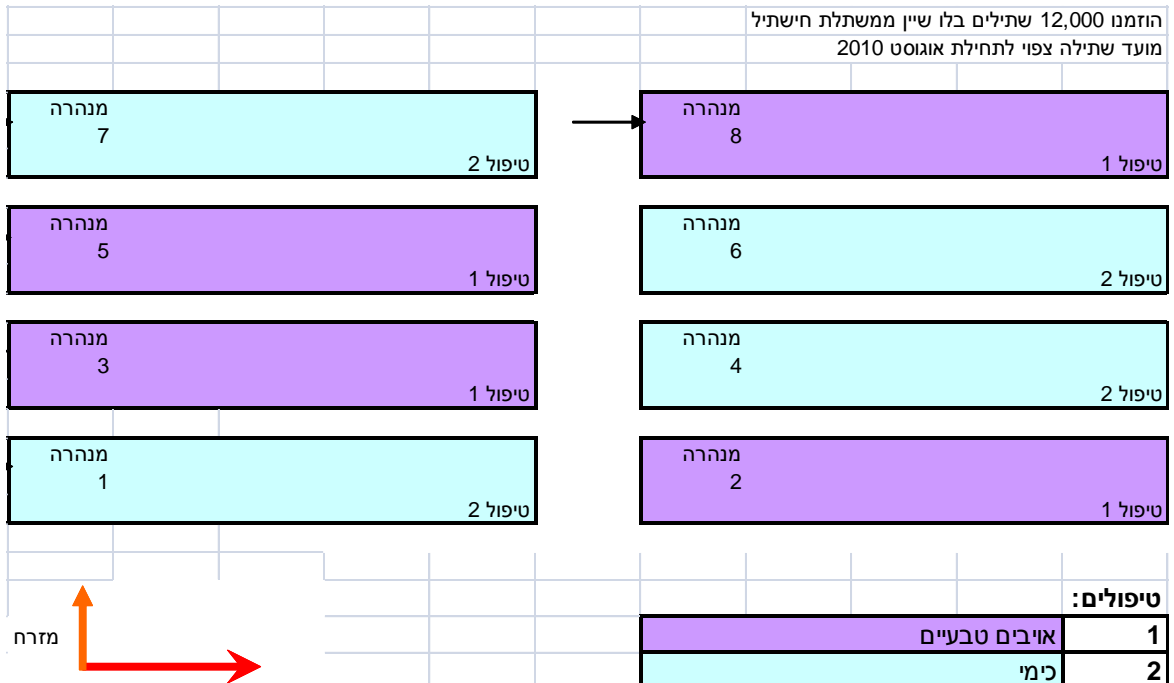 הוזמנו 12,000 שתילים בלו שיין ממשתלת חישתיל
מועד שתילה צפוי לתחילת אוגוסט 2010
מנהרה
8
טיפול 1
מנהרה
7
טיפול 2
מנהרה
6
טיפול 2
מנהרה
5
טיפול 1
מנהרה
4
טיפול 2
מנהרה
3
טיפול 1
מנהרה
2
טיפול 1
מנהרה
1
טיפול 2
טיפולים:
1 אויבים טבעיים
2 כימי
מזרח